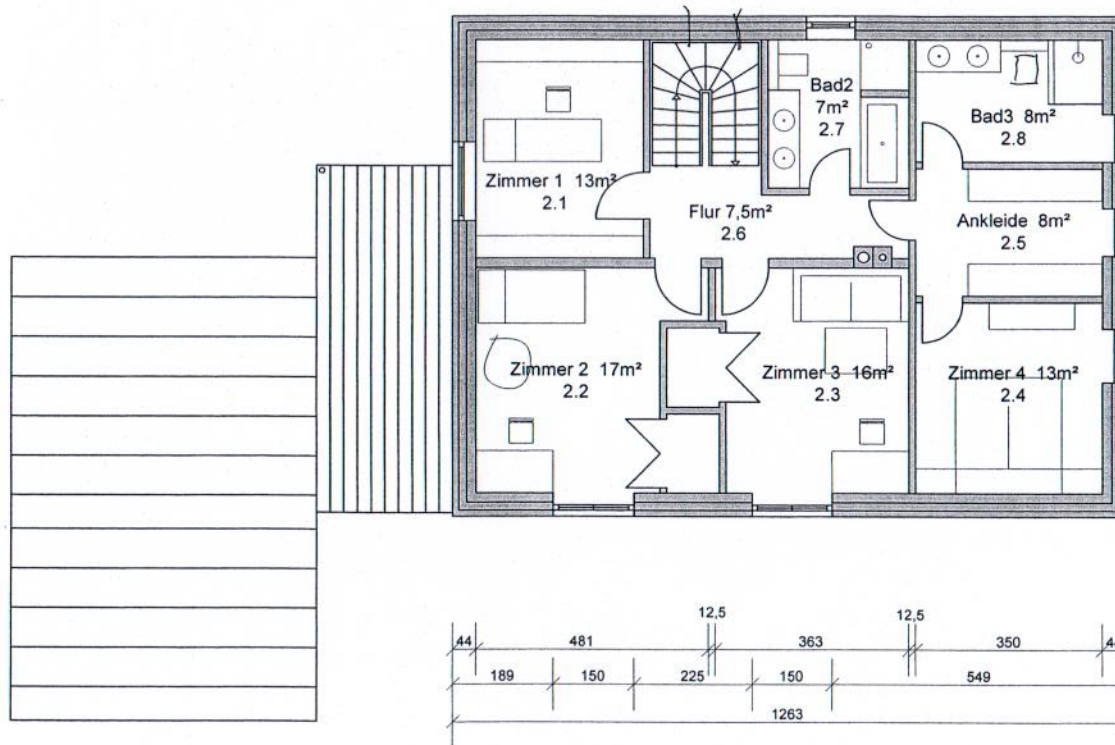 Bad2
7m²
2.7
Bad3 8m²
2.8
Zimmer 1 13m²
2.1
Flur 7,5m²
2.6
Ankleide 8m²
2.5
Zimmer 2 17m²
2.2
Zimmer 3 16m²
2.3
Zimmer 4 13m²
2.4
12,5 12,5
44 481 363 350 44
189 150 225 150 549
1263